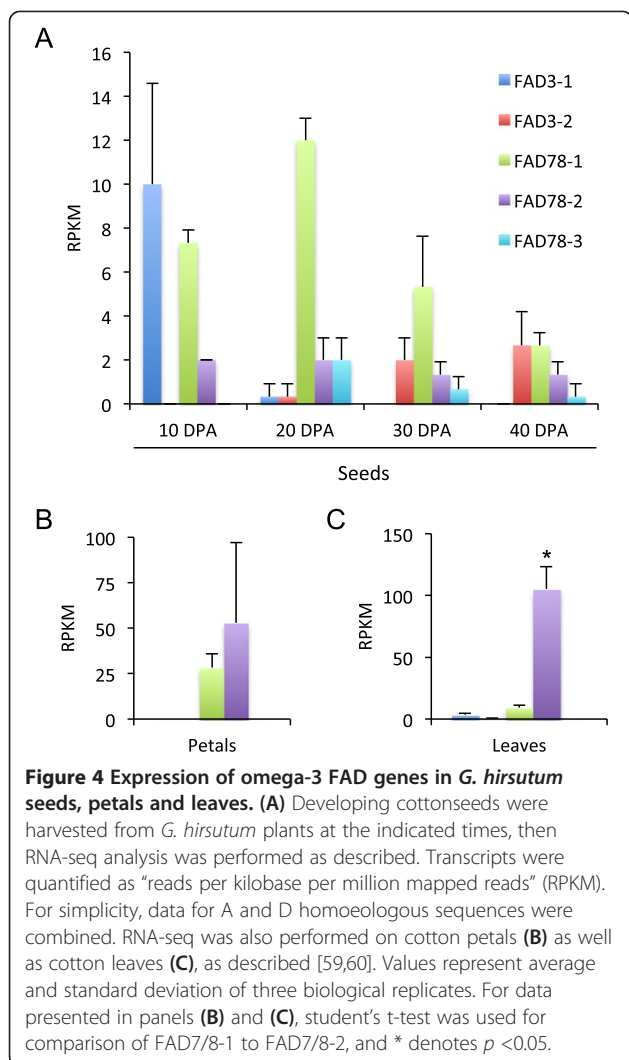 A
16
14
12
10
8
6
4
2
0
RPKM
FAD3-1
FAD3-2
FAD78-1
FAD78-2
FAD78-3
10 DPA 20 DPA 30 DPA 40 DPA
Seeds
B
100
75
50
25
0
RPKM
Petals
C
150
100
50
0
RPKM
*
Leaves
Figure 4 Expression of omega-3 FAD genes in G. hirsutum
seeds, petals and leaves. (A) Developing cottonseeds were
harvested from G. hirsutum plants at the indicated times, then
RNA-seq analysis was performed as described. Transcripts were
quantified as “reads per kilobase per million mapped reads” (RPKM).
For simplicity, data for A and D homoeologous sequences were
combined. RNA-seq was also performed on cotton petals (B) as well
as cotton leaves (C), as described [59,60]. Values represent average
and standard deviation of three biological replicates. For data
presented in panels (B) and (C), student’s t-test was used for
comparison of FAD7/8-1 to FAD7/8-2, and * denotes p <0.05.